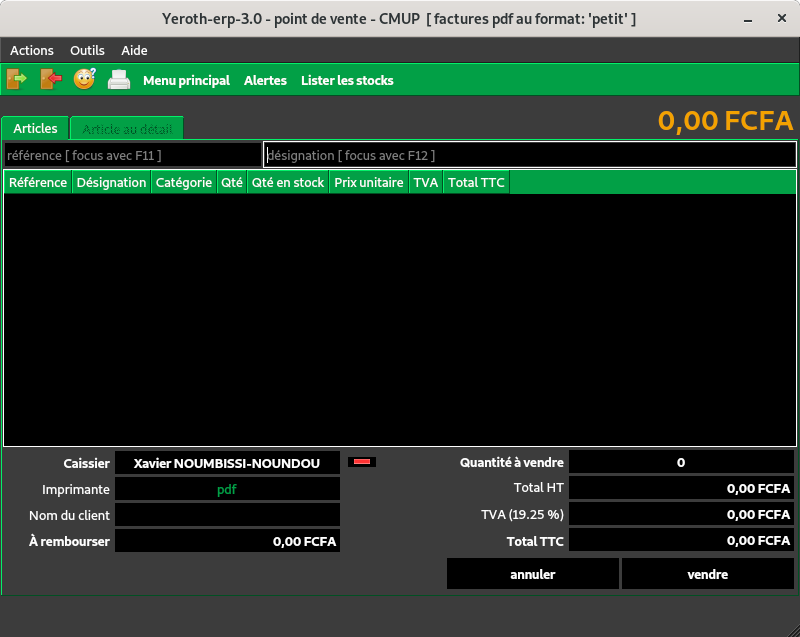 Yeroth-erp-3.0 - point de vente - CMUP [ factures pdf au format: 'petit' ]
Actions Outils Aide
Menu principal Alertes Lister les stocks
0,00 FCFA
Articles Article au détail
référence [ focus avec F11 ] désignation [ focus avec F12 ]
Référence Désignation Catégorie Qté Qté en stock Prix unitaire TVA Total TTC
Caissier Xavier NOUMBISSI-NOUNDOU Quantité à vendre 0
Imprimante pdf Total HT 0,00 FCFA
Nom du client TVA (19.25 %) 0,00 FCFA
À rembourser 0,00 FCFA Total TTC 0,00 FCFA
annuler vendre